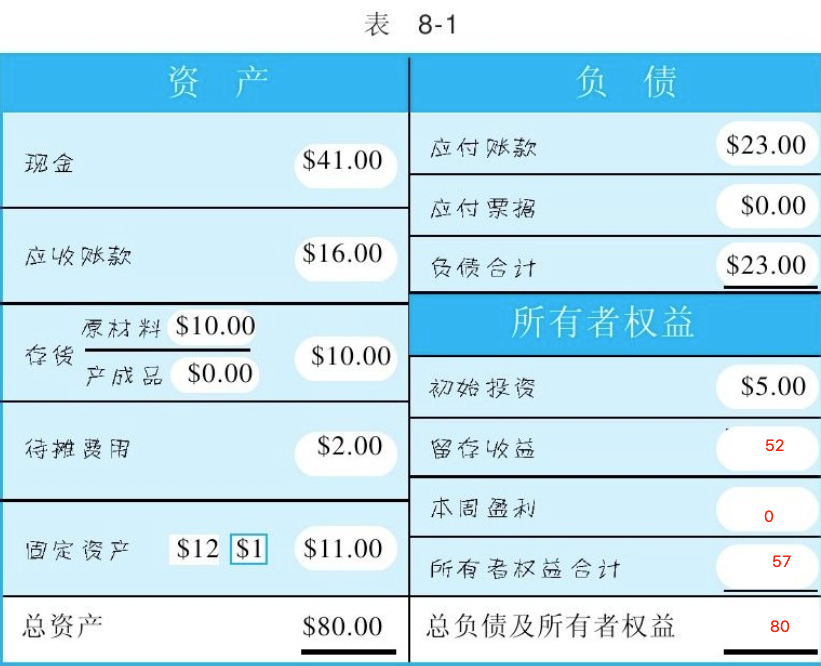 表 8-1
资 产
现金 $41.00
应收账款 $16.00
存货 原材料 $10.00 $10.00
产成品 $0.00
待摊费用 $2.00
固定资产 $12 $1 $11.00
总资产 $80.00
负 债
应付账款 $23.00
应付票据 $0.00
负债合计 $23.00
所有者权益
初始投资 $5.00
留存收益 52
本周盈利 0
所有者权益合计 57
总负债及所有者权益 80